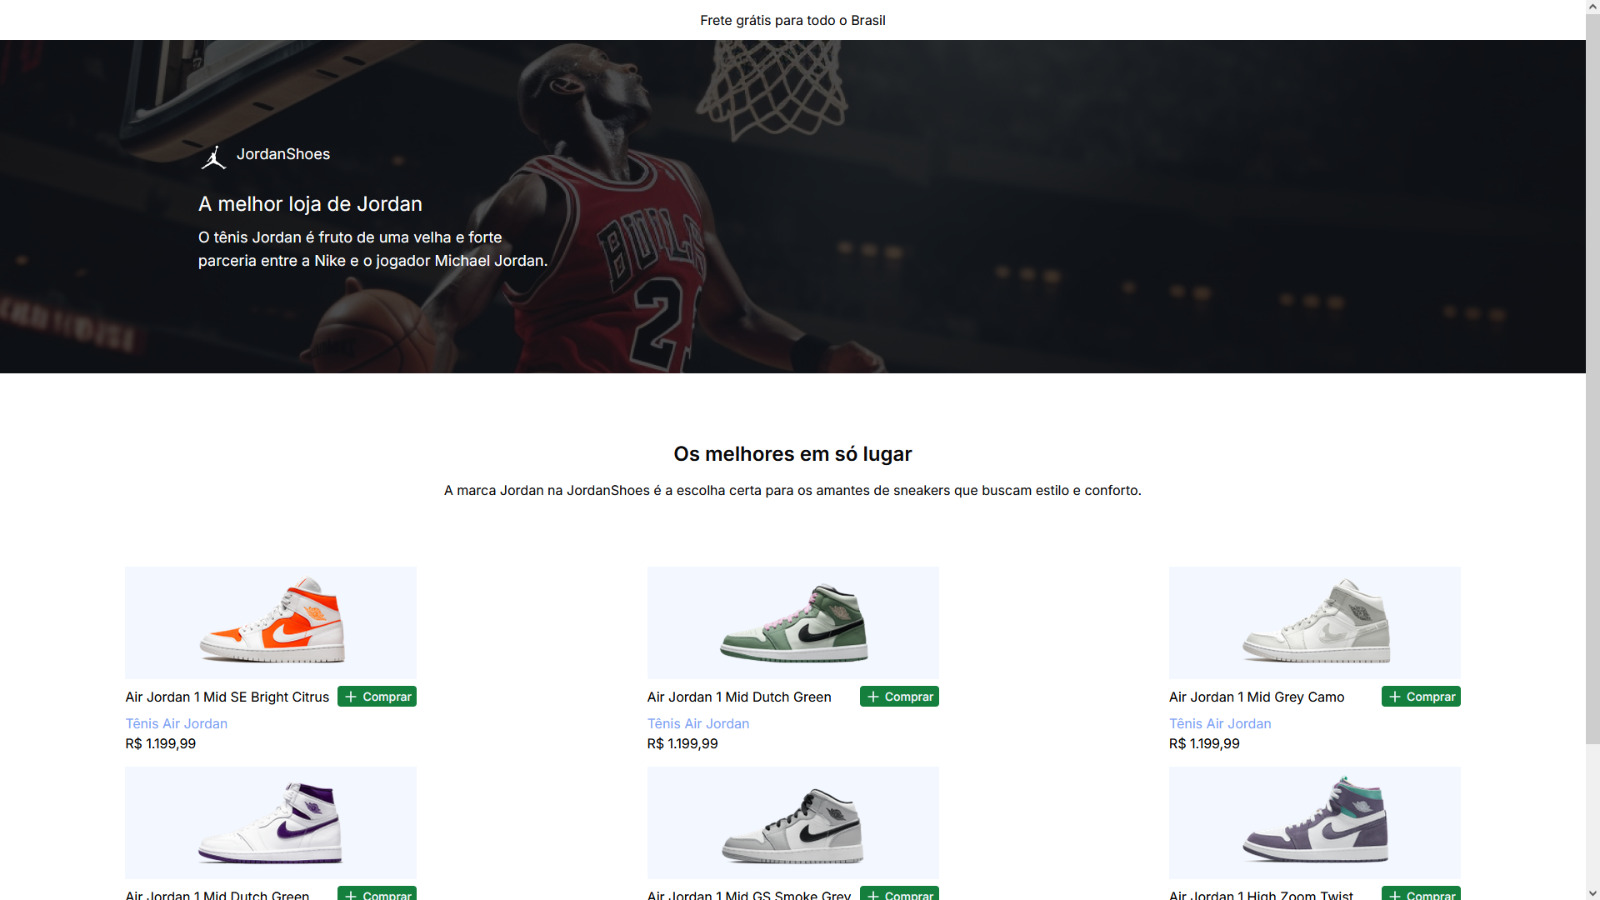 Frete grátis para todo o Brasil
JordanShoes
A melhor loja de Jordan
O tênis Jordan é fruto de uma velha e forte
parceria entre a Nike e o jogador Michael Jordan.
BULLS
2
Os melhores em só lugar
A marca Jordan na JordanShoes é a escolha certa para os amantes de sneakers que buscam estilo e conforto.
Air Jordan 1 Mid SE Bright Citrus
Comprar
Tênis Air Jordan
R$ 1.199,99
Air Jordan 1 Mid Dutch Green
Comprar
Tênis Air Jordan
R$ 1.199,99
Air Jordan 1 Mid Grey Camo
Comprar
Tênis Air Jordan
R$ 1.199,99
Air Jordan 1 Mid Dutch Green
Comprar
Air Jordan 1 Mid GS Smoke Grey
Comprar
Air Jordan 1 High Zoom Twist
Comprar